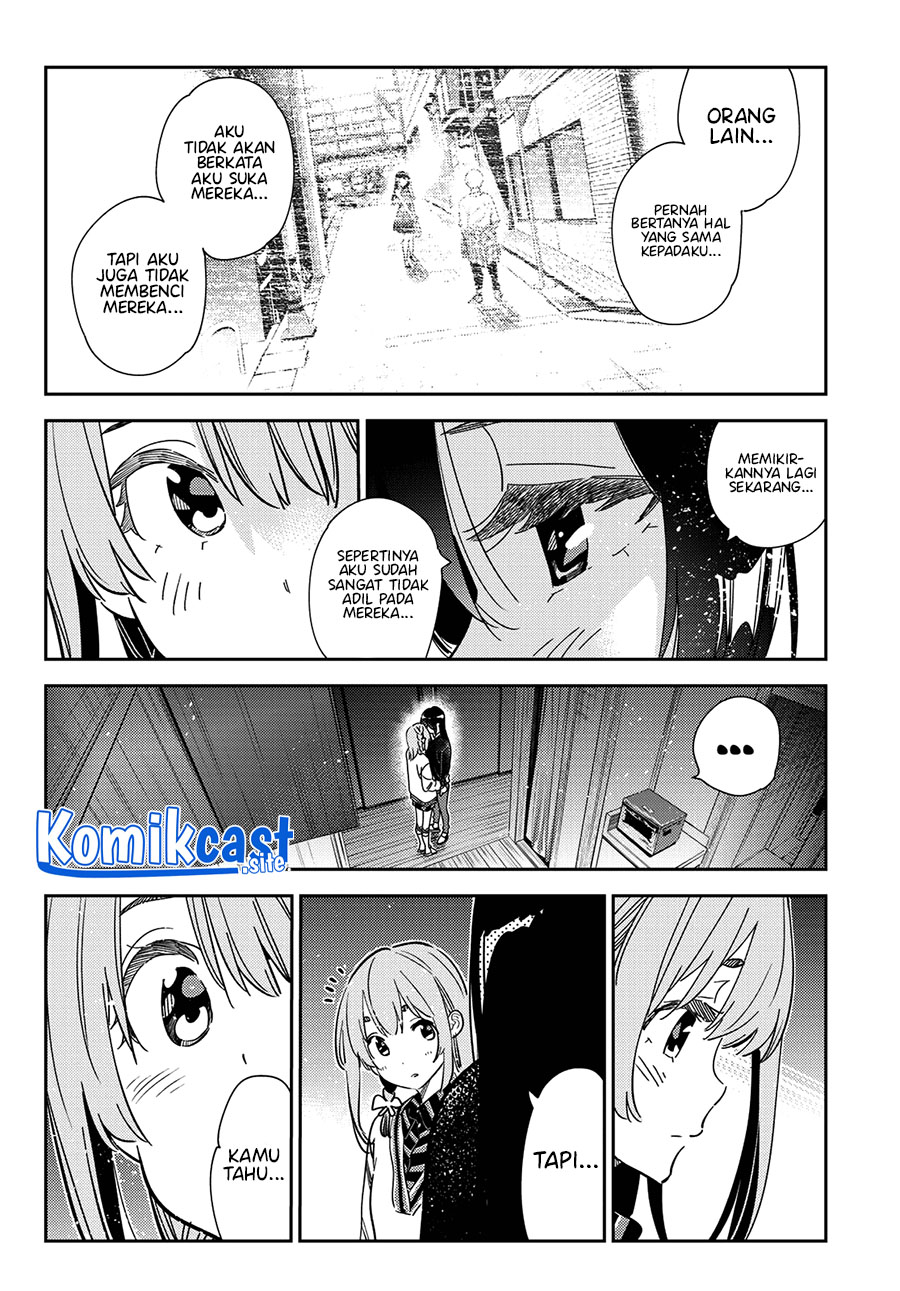 ORANG
LAIN...
PERNAH
BERTANYA HAL
YANG SAMA
KEPADAKU...
AKU
TIDAK AKAN
BERKATA
AKU SUKA
MEREKA...
TAPI AKU
JUGA TIDAK
MEMBENCI
MEREKA...
MEMIKIR-
KANNYA LAGI
SEKARANG...
SEPERTINYA
AKU SUDAH
SANGAT TIDAK
ADIL PADA
MEREKA...
...
Komikcast
.site
TAPI...
KAMU
TAHU...